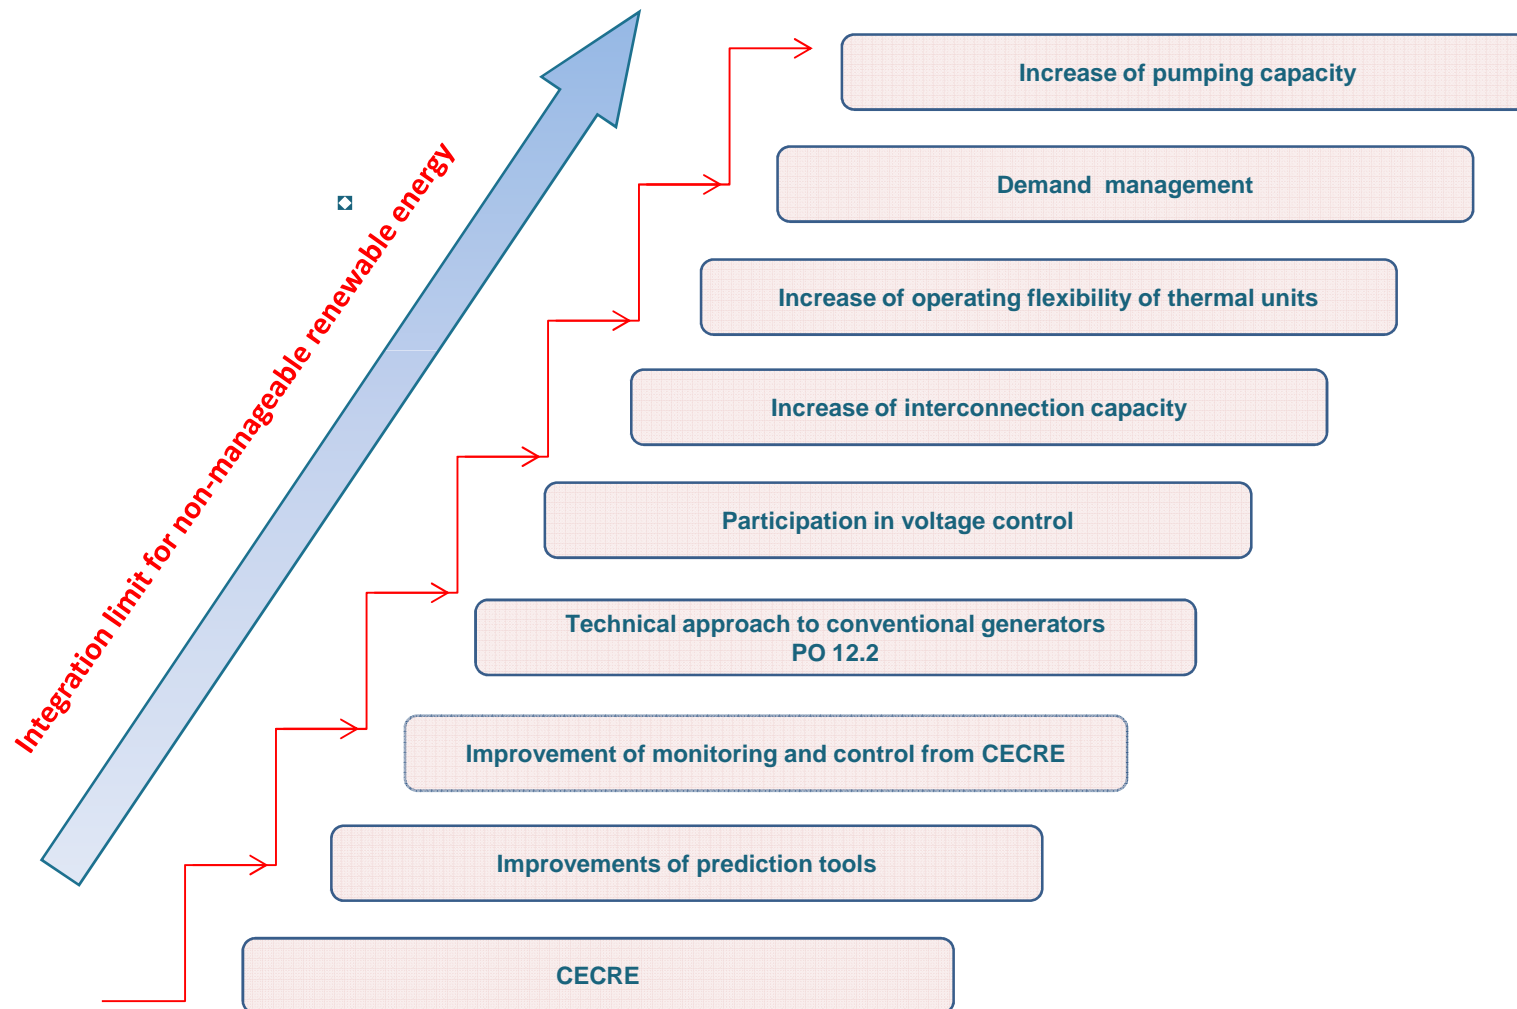 Increase of pumping capacity
Demand management
Increase of operating flexibility of thermal units
Increase of interconnection capacity
Participation in voltage control
Technical approach to conventional generators
PO 12.2
Improvement of monitoring and control from CECRE
Improvements of prediction tools
CECRE
Integration limit for non-manageable renewable energy